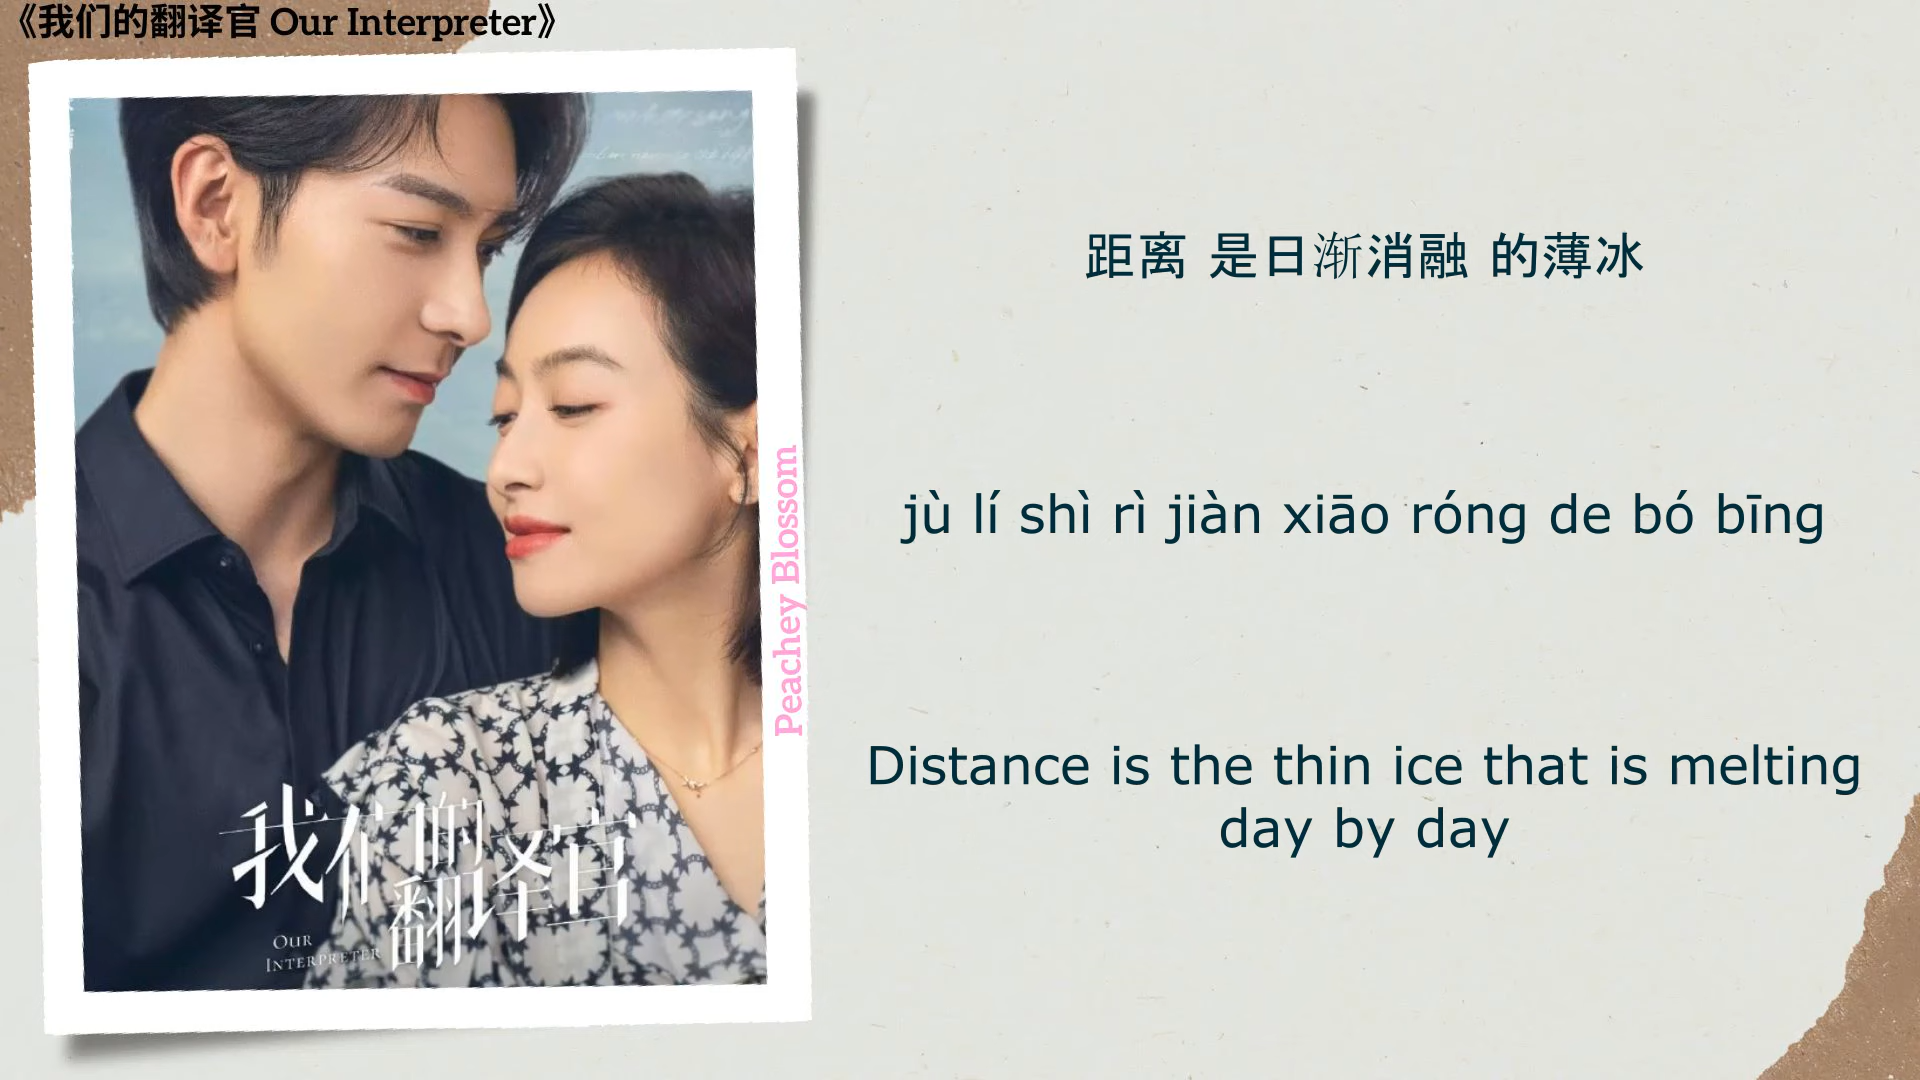 《我们的翻译官 Our Interpreter》
距离 是日渐消融 的薄冰
jù lí shì rì jiàn xiāo róng de bó bīng
Distance is the thin ice that is melting
day by day
Peachey Blossom
我们的
翻译官
OUR
INTERPRETER